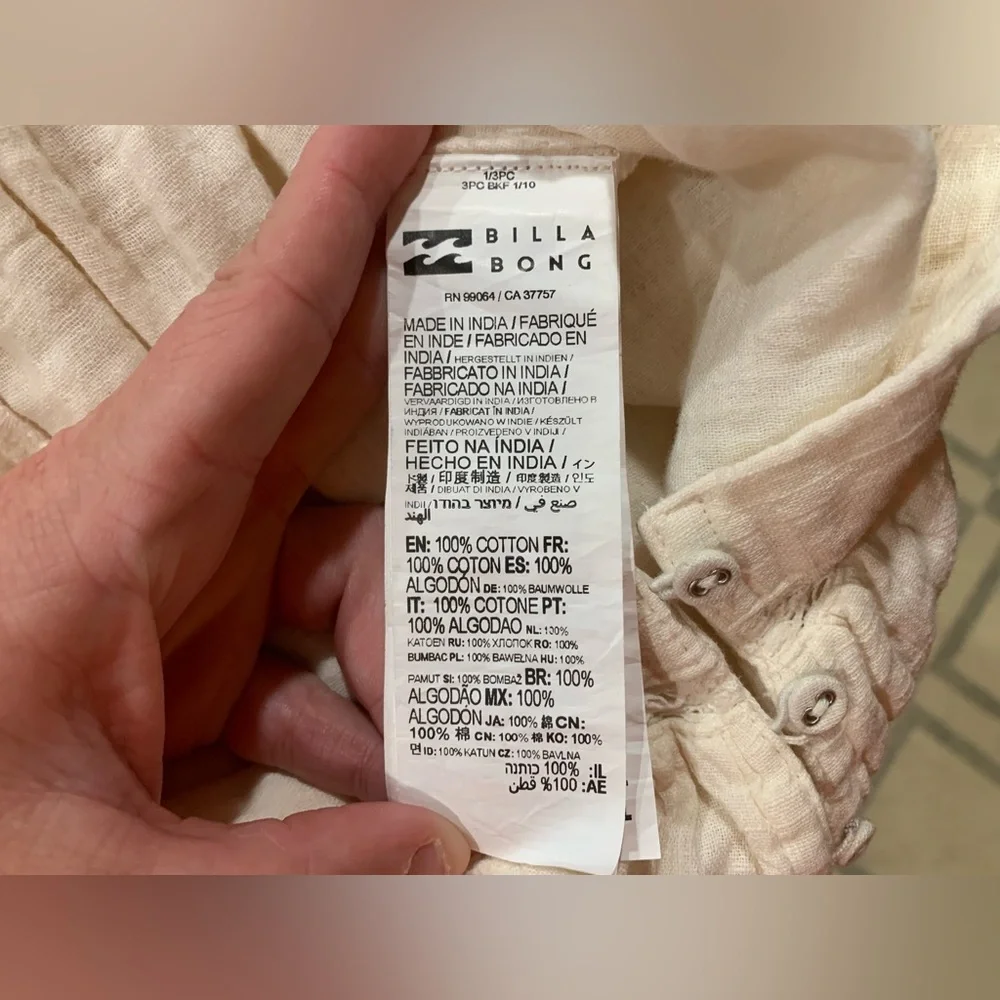 1/3PC
3PC BKF 1/10
BILLA
BONG
RN 99064 / CA 37757
MADE IN INDIA / FABRIQUÉ
EN INDE / FABRICADO EN
INDIA / HERGESTELLT IN INDIEN /
FABBRICATO IN INDIA /
FABRICADO NA INDIA /
VERVAARDIGD IN INDIA / ИЗГОТОВЛЕНО В
ИНДИЯ / FABRICAT ÎN INDIA /
WYPRODUKOWANO W INDIE / KÉSZÜLT
INDIÁBAN / PROIZVEDENO V INDIJI /
FEITO NA ÍNDIA /
HECHO EN INDIA / イン
ド製 / 印度制造 / 印度製造 / 인도
제품 / DIBUAT DI INDIA / VYROBENO V
INDII / מיוצר בהודו / صنع في
الهند
EN: 100% COTTON FR:
100% COTON ES: 100%
ALGODÓN DE: 100% BAUMWOLLE
IT: 100% COTONE PT:
100% ALGODAO NL: 100%
KATOEN RU: 100% ХЛОПОК RO: 100%
BUMBAC PL: 100% BAWEŁNA HU: 100%
PAMUT SI: 100% BOMBAŽ BR: 100%
ALGODÃO MX: 100%
ALGODÓN JA: 100% 綿 CN:
100% 棉 CN: 100% 棉 KO: 100%
면 ID: 100% KATUN CZ: 100% BAVLNA
IL: 100% כותנה
AE: 100% قطن